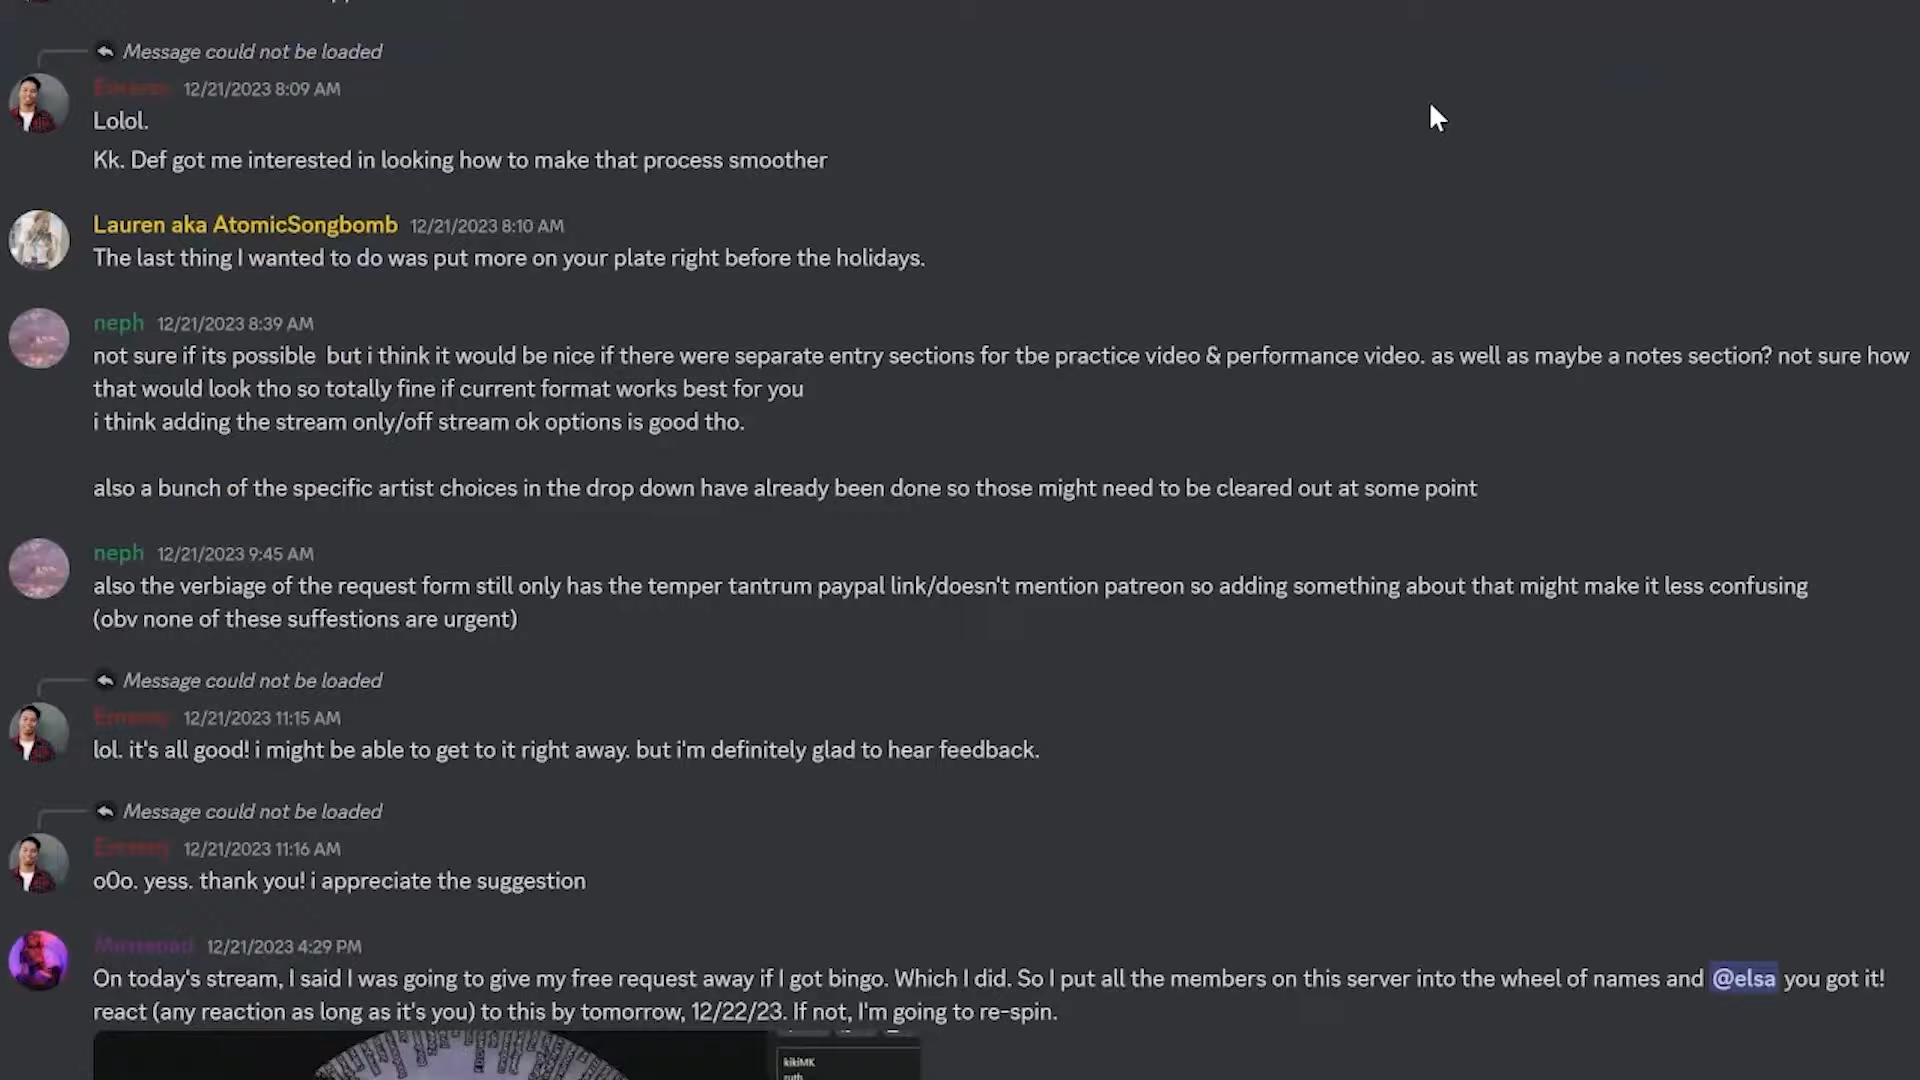 Message could not be loaded
12/21/2023 8:09 AM
Lolol.
Kk. Def got me interested in looking how to make that process smoother
Lauren aka AtomicSongbomb 12/21/2023 8:10 AM
The last thing I wanted to do was put more on your plate right before the holidays.
neph 12/21/2023 8:39 AM
not sure if its possible but i think it would be nice if there were separate entry sections for tbe practice video & performance video. as well as maybe a notes section? not sure how
that would look tho so totally fine if current format works best for you
i think adding the stream only/off stream ok options is good tho.
also a bunch of the specific artist choices in the drop down have already been done so those might need to be cleared out at some point
neph 12/21/2023 9:45 AM
also the verbiage of the request form still only has the temper tantrum paypal link/doesn't mention patreon so adding something about that might make it less confusing
(obv none of these suffestions are urgent)
Message could not be loaded
12/21/2023 11:15 AM
lol. it's all good! i might be able to get to it right away. but i'm definitely glad to hear feedback.
Message could not be loaded
12/21/2023 11:16 AM
oOo. yess. thank you! i appreciate the suggestion
12/21/2023 4:29 PM
On today's stream, I said I was going to give my free request away if I got bingo. Which I did. So I put all the members on this server into the wheel of names and @elsa you got it!
react (any reaction as long as it's you) to this by tomorrow, 12/22/23. If not, I'm going to re-spin.
kikiMK